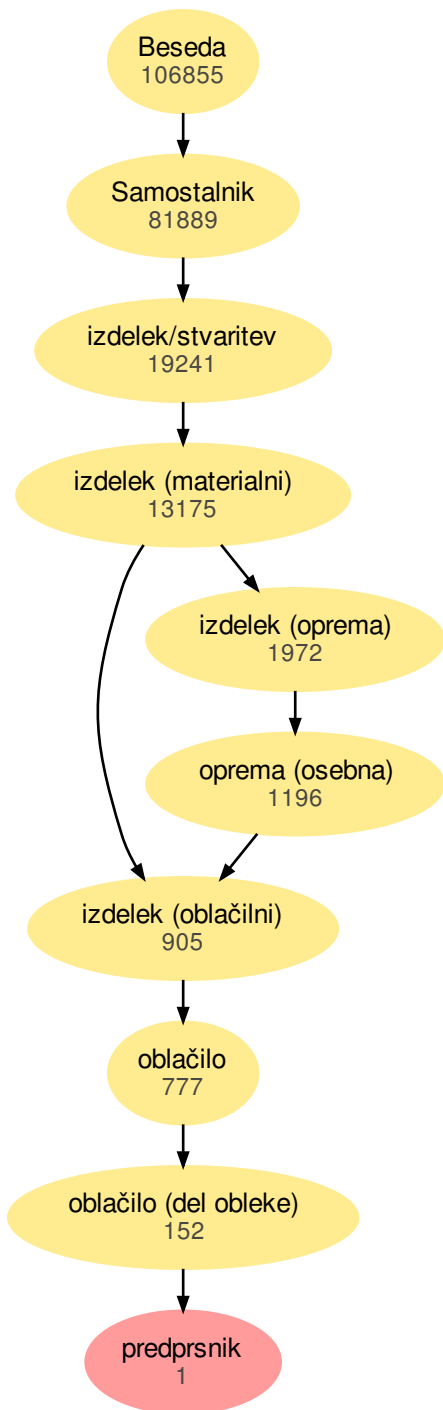 Beseda
106855
Samostalnik
81889
izdelek/stvaritev
19241
izdelek (materialni)
13175
izdelek (oprema)
1972
oprema (osebna)
1196
izdelek (oblačilni)
905
oblačilo
777
oblačilo (del obleke)
152
predprsnik
1